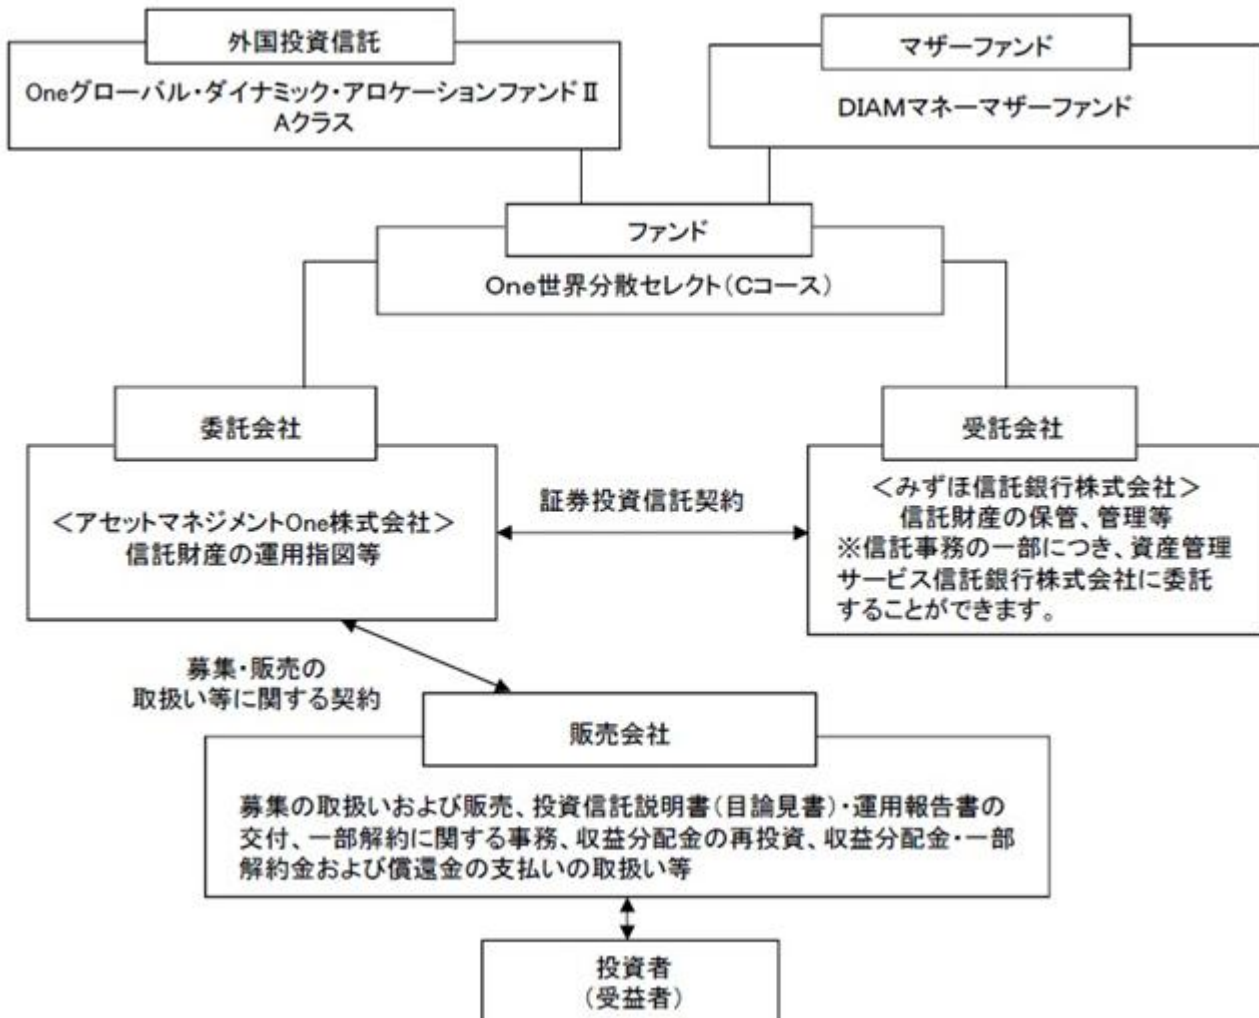 外国投資信託
Oneグローバル・ダイナミック・アロケーションファンドⅡ
Aクラス
マザーファンド
DIAMマネーマザーファンド
ファンド
One世界分散セレクト(Cコース)
委託会社
<アセットマネジメントOne株式会社>
信託財産の運用指図等
証券投資信託契約
受託会社
<みずほ信託銀行株式会社>
信託財産の保管、管理等
※信託事務の一部につき、資産管理
サービス信託銀行株式会社に委託
することができます。
募集・販売の
取扱い等に関する契約
販売会社
募集の取扱いおよび販売、投資信託説明書(目論見書)・運用報告書の
交付、一部解約に関する事務、収益分配金の再投資、収益分配金・一部
解約金および償還金の支払いの取扱い等
投資者
(受益者)